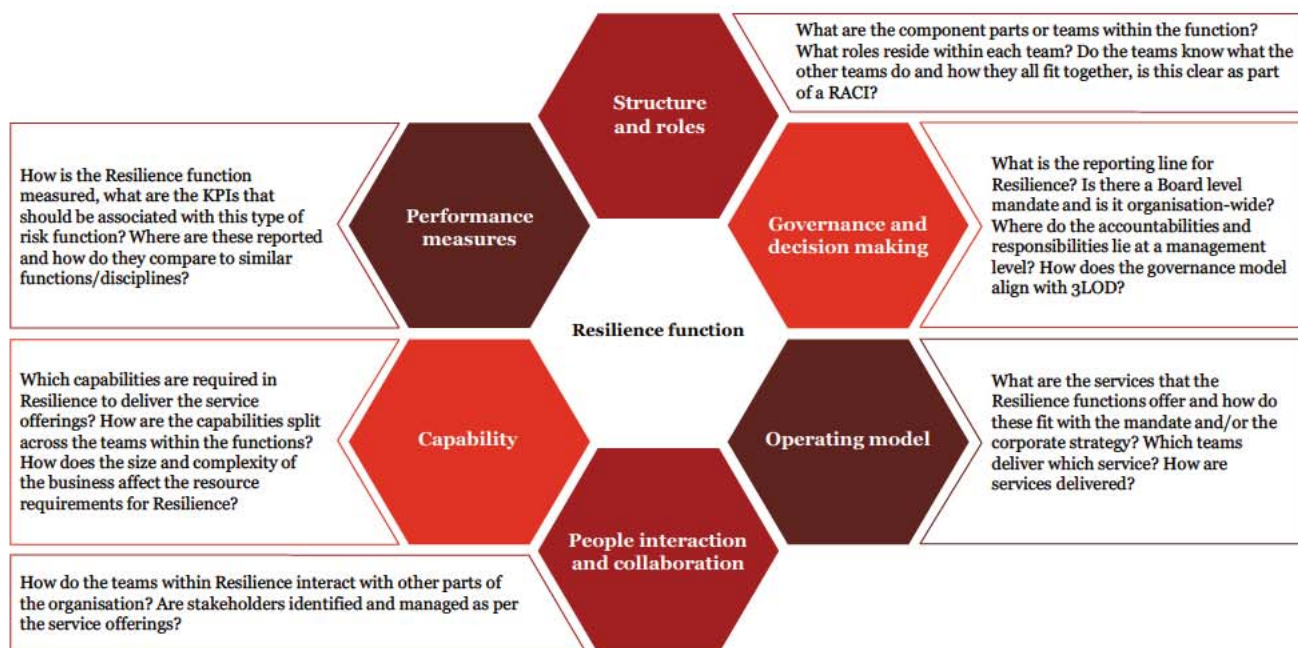 What are the component parts or teams within the function?
What roles reside within each team? Do the teams know what the
other teams do and how they all fit together, is this clear as part
of a RACI?
Structure
and roles
How is the Resilience function
measured, what are the KPIs that
should be associated with this type of
risk function? Where are these reported
and how do they compare to similar
functions/disciplines?
Performance
measures
Governance and
decision making
What is the reporting line for
Resilience? Is there a Board level
mandate and is it organisation-wide?
Where do the accountabilities and
responsibilities lie at a management
level? How does the governance model
align with 3LOD?
Resilience function
Which capabilities are required in
Resilience to deliver the service
offerings? How are the capabilities split
across the teams within the functions?
How does the size and complexity of
the business affect the resource
requirements for Resilience?
Capability
Operating model
What are the services that the
Resilience functions offer and how do
these fit with the mandate and/or the
corporate strategy? Which teams
deliver which service? How are
services delivered?
People interaction
and collaboration
How do the teams within Resilience interact with other parts of
the organisation? Are stakeholders identified and managed as per
the service offerings?